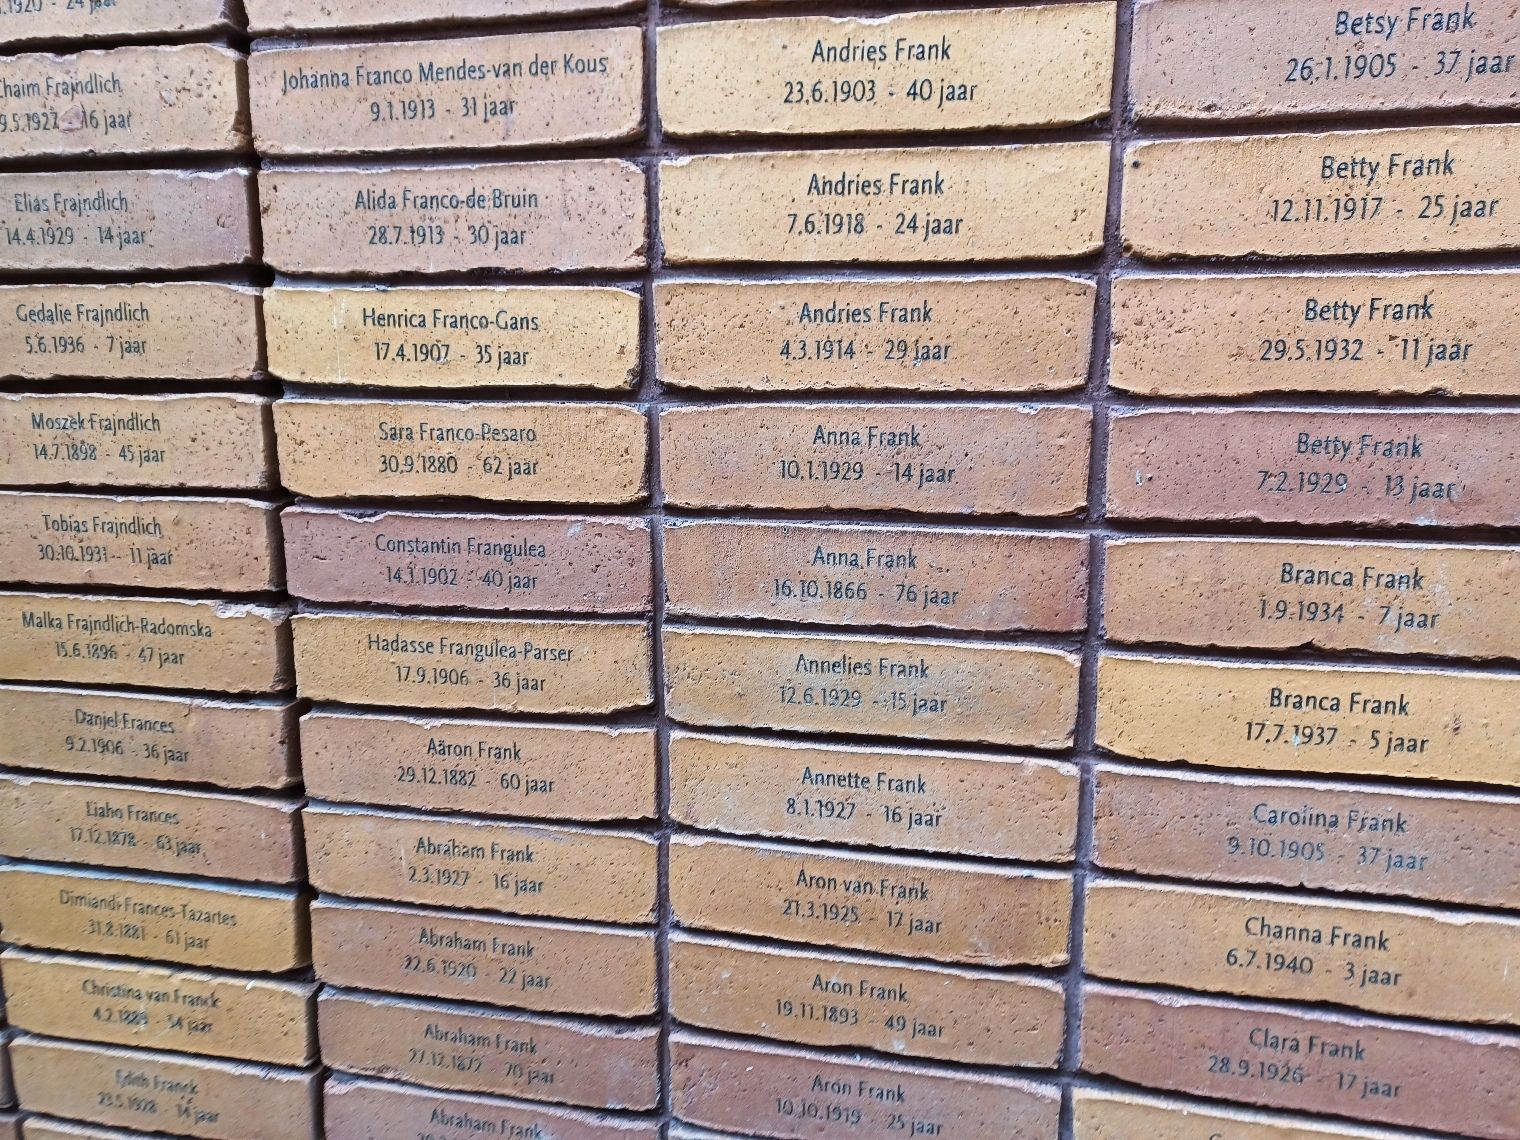 .1920 - 24 jaar
Chaim Frajndlich
9.5.1927 - 16 jaar
Elias Frajndlich
14.4.1929 - 14 jaar
Gedalje Frajndlich
5.6.1936 - 7 jaar
Moszek Frajndlich
14.7.1898 - 45 jaar
Tobias Frajndlich
30.10.1931 - 11 jaar
Malka Frajndlich-Radomska
15.6.1896 - 47 jaar
Daniel Frances
9.2.1906 - 36 jaar
Liaho Frances
17.12.1878 - 63 jaar
Dimiandi Frances-Tazartes
31.8.1881 - 61 jaar
Christina van Franck
jaar
Edith Franck
23.5.1928 - 14 jaar
Johanna Franco Mendes-van der Kous
9.1.1913 - 31 jaar
Alida Franco-de Bruin
28.7.1913 - 30 jaar
Henrica Franco-Gans
17.4.1907 - 35 jaar
Sara Franco-Pesaro
30.9.1880 - 62 jaar
Constantin Frangulea
14.1.1902 - 40 jaar
Hadasse Frangulea-Parser
17.9.1906 - 36 jaar
Aäron Frank
29.12.1882 - 60 jaar
Abraham Frank
2.3.1927 - 16 jaar
Abraham Frank
22.6.1920 - 22 jaar
Abraham Frank
27.12.1872 - 70 jaar
Abraham Frank
Andries Frank
23.6.1903 - 40 jaar
Andries Frank
7.6.1918 - 24 jaar
Andries Frank
4.3.1914 - 29 jaar
Anna Frank
10.1.1929 - 14 jaar
Anna Frank
16.10.1866 - 76 jaar
Annelies Frank
12.6.1929 - 15 jaar
Annette Frank
8.1.1927 - 16 jaar
Aron van Frank
21.3.1925 - 17 jaar
Aron Frank
19.11.1893 - 49 jaar
Aron Frank
10.10.1919 - 25 jaar
Betsy Frank
26.1.1905 - 37 jaar
Betty Frank
12.11.1917 - 25 jaar
Betty Frank
29.5.1932 - 11 jaar
Betty Frank
7.2.1929 - 13 jaar
Branca Frank
1.9.1934 - 7 jaar
Branca Frank
17.7.1937 - 5 jaar
Carolina Frank
9.10.1905 - 37 jaar
Channa Frank
6.7.1940 - 3 jaar
Clara Frank
28.9.1926 - 17 jaar